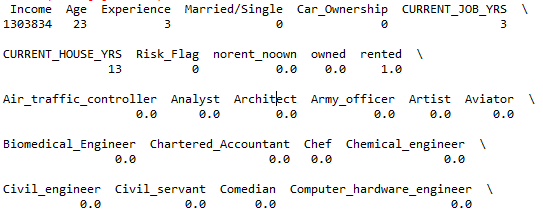 Income Age Experience Married/Single Car_Ownership CURRENT_JOB_YRS \
1303834 23 3 0 0 3
CURRENT_HOUSE_YRS Risk_Flag norent_noown owned rented \
13 0 0.0 0.0 1.0
Air_traffic_controller Analyst Architect Army_officer Artist Aviator \
0.0 0.0 0.0 0.0 0.0 0.0
Biomedical_Engineer Chartered_Accountant Chef Chemical_engineer \
0.0 0.0 0.0 0.0
Civil_engineer Civil_servant Comedian Computer_hardware_engineer \
0.0 0.0 0.0 0.0